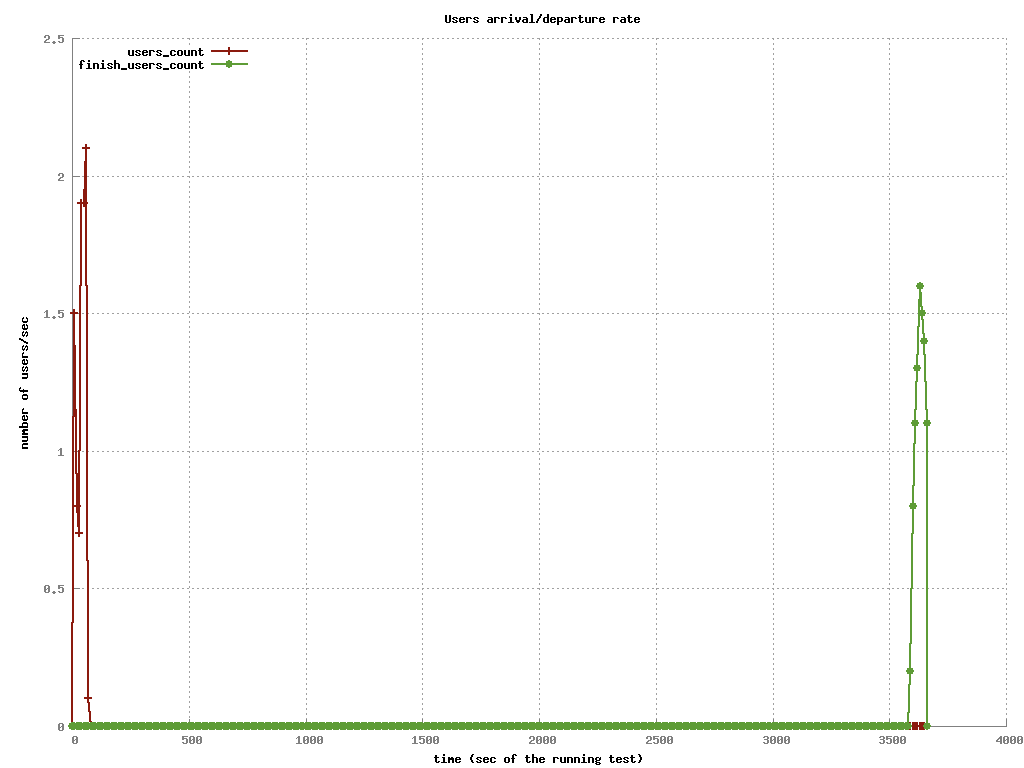 Users arrival/departure rate
users_count
finish_users_count
number of users/sec
2.5
2
1.5
1
0.5
0
0 500 1000 1500 2000 2500 3000 3500 4000
time (sec of the running test)